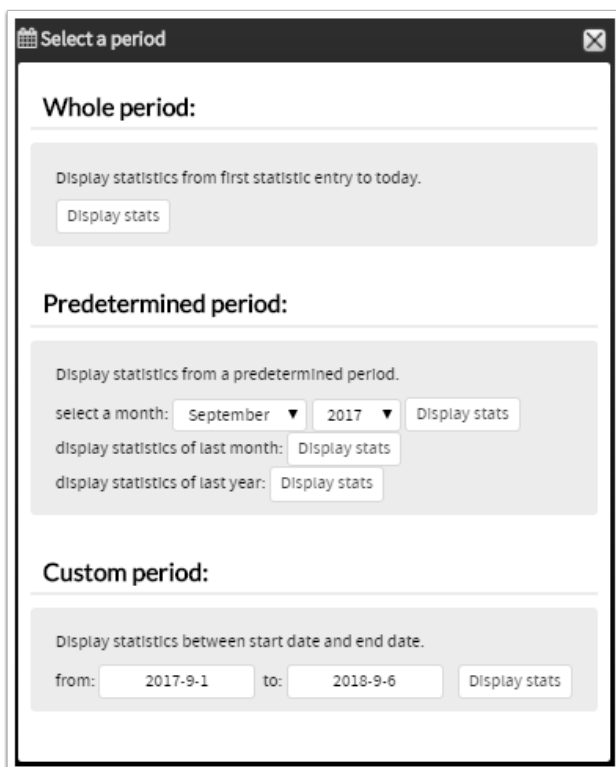 Select a period
Whole period:
Display statistics from first statistic entry to today.
Display stats
Predetermined period:
Display statistics from a predetermined period.
select a month: September 2017 Display stats
display statistics of last month: Display stats
display statistics of last year: Display stats
Custom period:
Display statistics between start date and end date.
from: 2017-9-1 to: 2018-9-6 Display stats